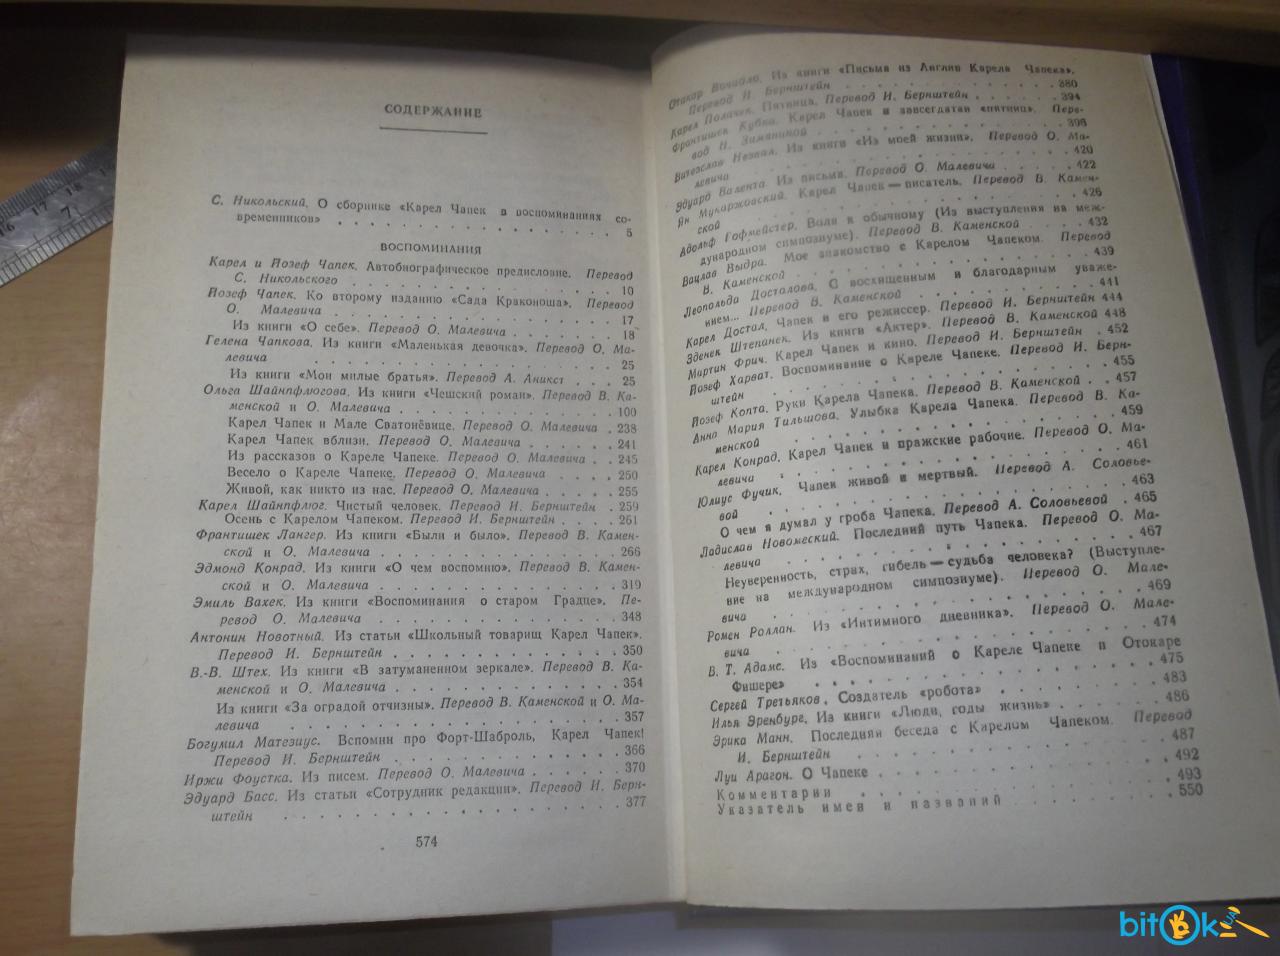 СОДЕРЖАНИЕ
С. Никольский. О сборнике «Карел Чапек в воспоминаниях со-
временников» . . . . . . . . . . . . . . . . . 5
ВОСПОМИНАНИЯ
Карел и Йозеф Чапек. Автобиографическое предисловие. Перевод
С. Никольского . . . . . . . . . . . . . . . . 10
Йозеф Чапек. Ко второму изданию «Сада Краконоша». Перевод
О. Малевича . . . . . . . . . . . . . . . . . 17
Из книги «О себе». Перевод О. Малевича . . . . . . . 18
Гелена Чапкова. Из книги «Маленькая девочка». Перевод О. Ма-
левича . . . . . . . . . . . . . . . . . . 25
Из книги «Мои милые братья». Перевод А. Аникст . . . 25
Ольга Шайнпфлюгова. Из книги «Чешский роман». Перевод В. Ка-
менской и О. Малевича . . . . . . . . . . . . . 100
Карел Чапек и Мале Сватонёвице. Перевод О. Малевича . 238
Карел Чапек вблизи. Перевод О. Малевича . . . . . . 241
Из рассказов о Кареле Чапеке. Перевод О. Малевича . . 245
Весело о Кареле Чапеке. Перевод О. Малевича . . . . 250
Живой, как никто из нас. Перевод О. Малевича . . . . 255
Карел Шайнпфлюг. Чистый человек. Перевод И. Бернштейн . 259
Осень с Карелом Чапеком. Перевод И. Бернштейн . . . . 261
Франтишек Лангер. Из книги «Были и было». Перевод В. Камен-
ской и О. Малевича . . . . . . . . . . . . . . 266
Эдмонд Конрад. Из книги «О чем воспомню». Перевод В. Камен-
ской и О. Малевича . . . . . . . . . . . . . . 319
Эмиль Вахек. Из книги «Воспоминания о старом Градце». Пе-
ревод О. Малевича . . . . . . . . . . . . . . 348
Антонин Новотный. Из статьи «Школьный товарищ Карел Чапек».
Перевод И. Бернштейн . . . . . . . . . . . . . 350
В.-В. Штех. Из книги «В затуманенном зеркале». Перевод В. Ка-
менской и О. Малевича . . . . . . . . . . . . . 354
Из книги «За оградой отчизны». Перевод В. Каменской и О. Ма-
левича . . . . . . . . . . . . . . . . . . 357
Богумил Матезиус. Вспомни про Форт-Шаброль, Карел Чапек!
Перевод И. Бернштейн . . . . . . . . . . . . . 366
Иржи Фоустка. Из писем. Перевод О. Малевича . . . . . . 370
Эдуард Басс. Из статьи «Сотрудник редакции». Перевод И. Берн-
штейн . . . . . . . . . . . . . . . . . . 377
574
Отакар Вочадло. Из книги «Письма из Англии Карела Чапека».
Перевод И. Бернштейн . . . . . . . . . . . . . 380
Карел Полачек. Пятница. Перевод И. Бернштейн . . . . . . 394
Франтишек Кубка. Карел Чапек и завсегдатаи «пятниц». Пере-
вод Н. Зимяниной . . . . . . . . . . . . . . . 398
Витезслав Незвал. Из книги «Из моей жизни». Перевод О. Ма-
левича . . . . . . . . . . . . . . . . . . 420
Эдуард Валента. Из письма. Перевод О. Малевича . . . . . 422
Ян Мукаржовский. Карел Чапек — писатель. Перевод В. Камен-
ской . . . . . . . . . . . . . . . . . . . 426
Адольф Гофмейстер. Воля к обычному (Из выступления на меж-
дународном симпозиуме). Перевод В. Каменской . . . . 432
Вацлав Выдра. Мое знакомство с Карелом Чапеком. Перевод
В. Каменской . . . . . . . . . . . . . . . . 439
Леопольда Досталова. С восхищенным и благодарным уваже-
нием... Перевод В. Каменской . . . . . . . . . . 441
Карел Достал. Чапек и его режиссер. Перевод И. Бернштейн 444
Зденек Штепанек. Из книги «Актер». Перевод В. Каменской 448
Мартин Фрич. Карел Чапек и кино. Перевод И. Бернштейн . 452
Йозеф Харват. Воспоминание о Кареле Чапеке. Перевод И. Берн-
штейн . . . . . . . . . . . . . . . . . . 455
Йозеф Копта. Руки Карела Чапека. Перевод В. Каменской . . 457
Анна Мария Тильшова. Улыбка Карела Чапека. Перевод В. Ка-
менской . . . . . . . . . . . . . . . . . . 459
Карел Конрад. Карел Чапек и пражские рабочие. Перевод О. Ма-
левича . . . . . . . . . . . . . . . . . . 461
Юлиус Фучик. Чапек живой и мертвый. Перевод А. Соловье-
вой . . . . . . . . . . . . . . . . . . . 463
О чем я думал у гроба Чапека. Перевод А. Соловьевой . 465
Ладислав Новомеский. Последний путь Чапека. Перевод О. Ма-
левича . . . . . . . . . . . . . . . . . . 467
Неуверенность, страх, гибель — судьба человека? (Выступле-
ние на международном симпозиуме). Перевод О. Мале-
вича . . . . . . . . . . . . . . . . . . . 469
Ромен Роллан. Из «Интимного дневника». Перевод О. Мале-
вича . . . . . . . . . . . . . . . . . . . 474
В. Т. Адамс. Из «Воспоминаний о Кареле Чапеке и Отокаре
Фишере» . . . . . . . . . . . . . . . . . . 475
Сергей Третьяков. Создатель «робота» . . . . . . . . . 483
Илья Эренбург. Из книги «Люди, годы жизнь» . . . . . . . 486
Эрика Манн. Последняя беседа с Карелом Чапеком. Перевод
И. Бернштейн . . . . . . . . . . . . . . . . 487
Луи Арагон. О Чапеке . . . . . . . . . . . . . . 492
Комментарии . . . . . . . . . . . . . . . . . 493
Указатель имен и названий . . . . . . . . . . . . 550
16 17 18
bitOk UA